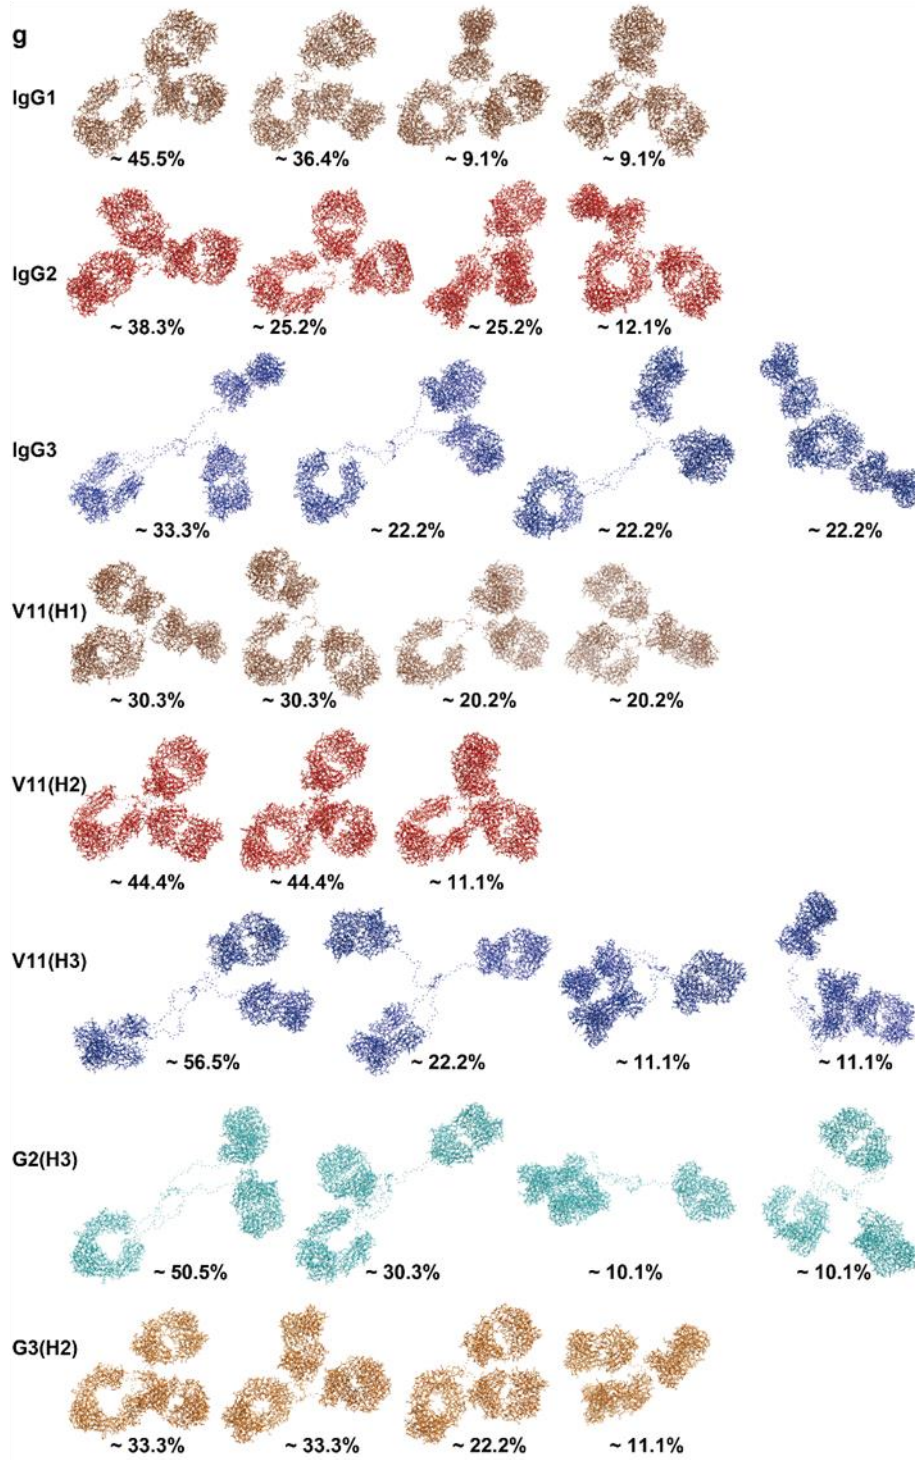 g
IgG1
~ 45.5% ~ 36.4% ~ 9.1% ~ 9.1%
IgG2
~ 38.3% ~ 25.2% ~ 25.2% ~ 12.1%
IgG3
~ 33.3% ~ 22.2% ~ 22.2% ~ 22.2%
V11(H1)
~ 30.3% ~ 30.3% ~ 20.2% ~ 20.2%
V11(H2)
~ 44.4% ~ 44.4% ~ 11.1%
V11(H3)
~ 56.5% ~ 22.2% ~ 11.1% ~ 11.1%
G2(H3)
~ 50.5% ~ 30.3% ~ 10.1% ~ 10.1%
G3(H2)
~ 33.3% ~ 33.3% ~ 22.2% ~ 11.1%